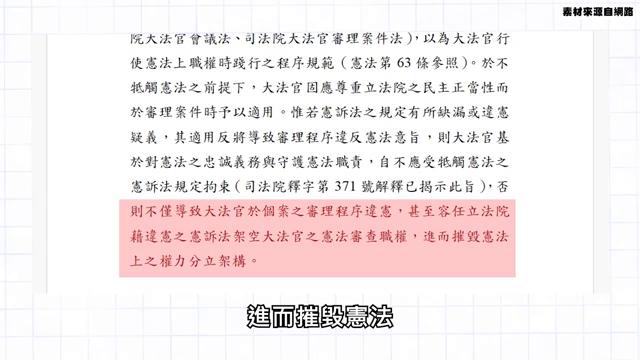 素材來源自網路
院大法官會議法、司法院大法官審理案件法），以為大法官行
使憲法上職權時踐行之程序規範（憲法第 63 條參照）。於不
牴觸憲法之前提下，大法官因應尊重立法院之民主正當性而
於審理案件時予以適用。惟若憲訴法之規定有所缺漏或違憲
疑義，其適用反將導致審理程序違反憲法意旨，則大法官基
於對憲法之忠誠義務與守護憲法職責，自不應受牴觸憲法之
憲訴法規定拘束（司法院釋字第 371 號解釋已揭示此旨），否
則不僅導致大法官於個案之審理程序違憲，甚至容任立法院
藉違憲之憲訴法架空大法官之憲法審查職權，進而摧毀憲法
上之權力分立架構。
進而摧毀憲法